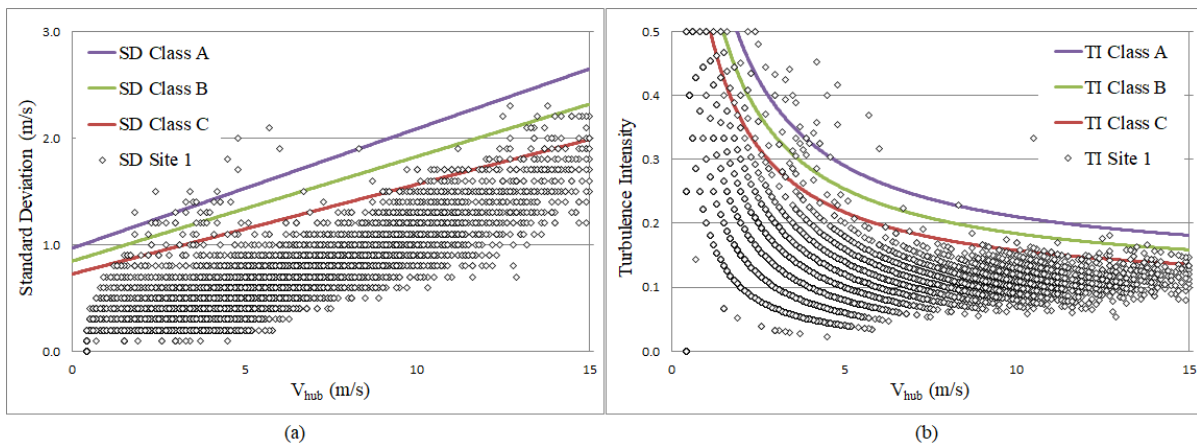 3.0
2.0
1.0
0.0
Standard Deviation (m/s)
SD Class A
SD Class B
SD Class C
SD Site 1
0
5
10
15
V_hub (m/s)
(a)
0.5
0.4
0.3
0.2
0.1
0.0
Turbulence Intensity
TI Class A
TI Class B
TI Class C
TI Site 1
0
5
10
15
V_hub (m/s)
(b)